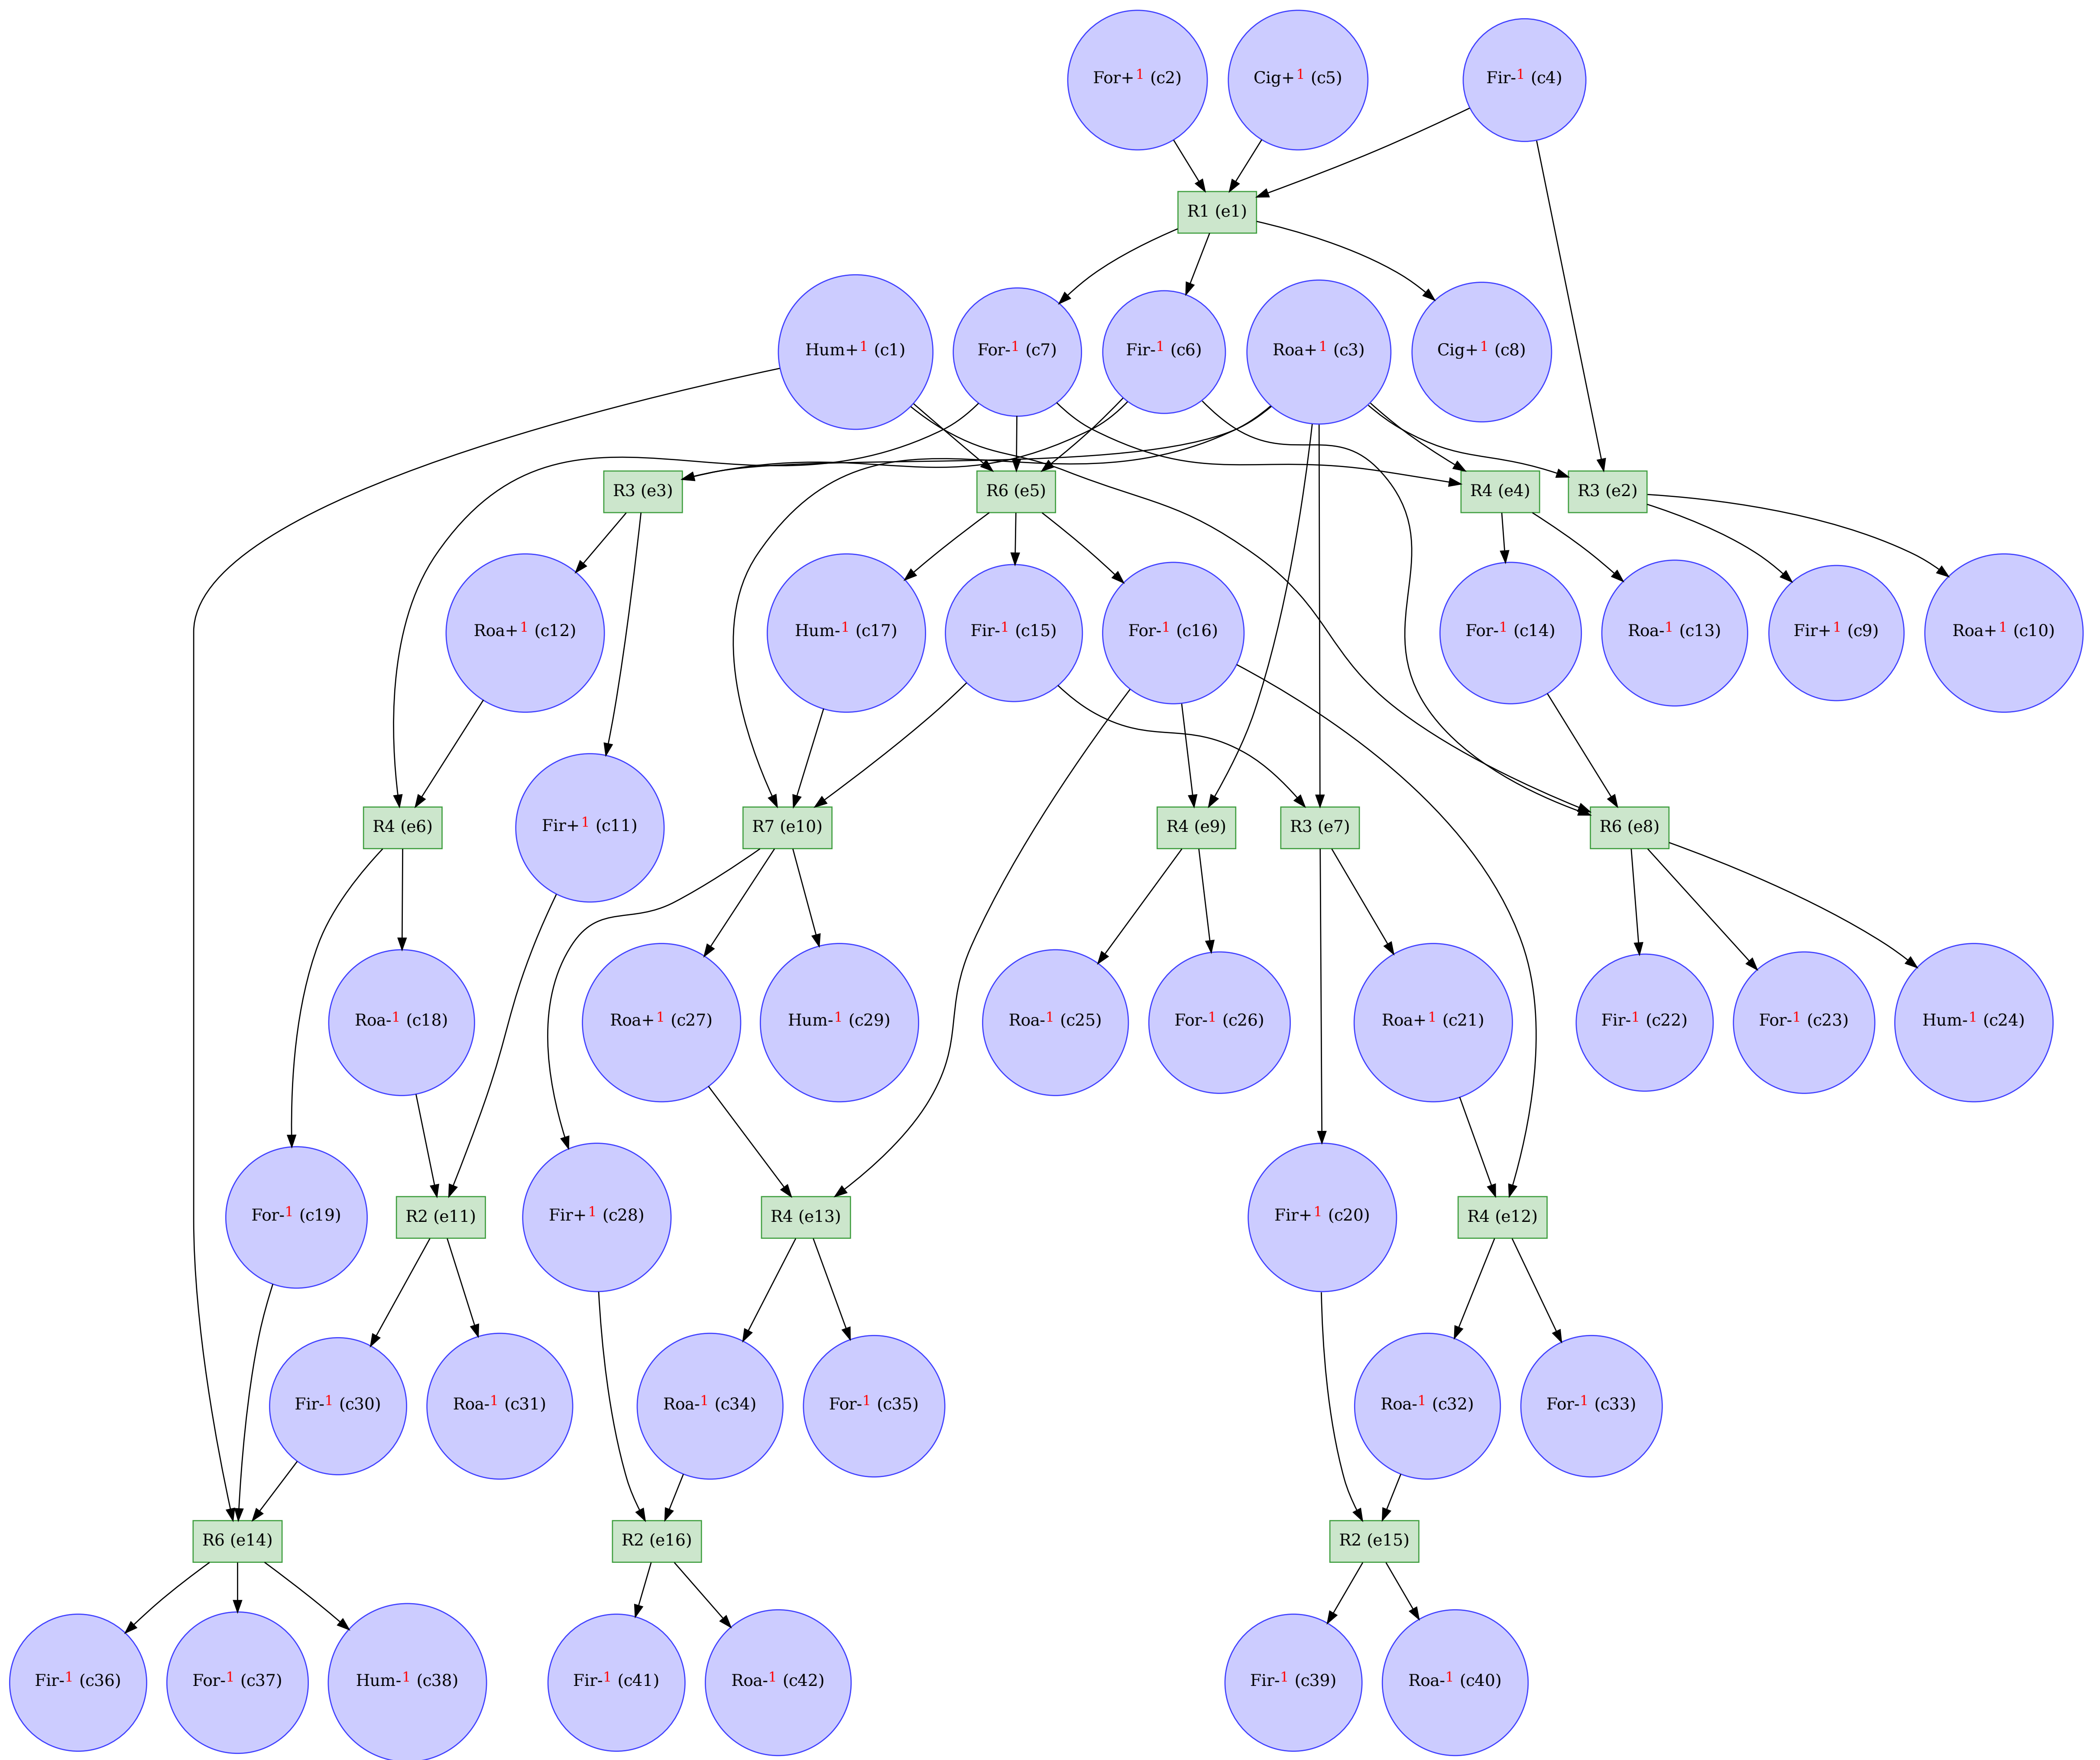 For+1 (c2)
Cig+1 (c5)
Fir-1 (c4)
R1 (e1)
Hum+1 (c1)
For-1 (c7)
Fir-1 (c6)
Roa+1 (c3)
Cig+1 (c8)
R3 (e3)
R6 (e5)
R4 (e4)
R3 (e2)
Roa+1 (c12)
Hum-1 (c17)
Fir-1 (c15)
For-1 (c16)
For-1 (c14)
Roa-1 (c13)
Fir+1 (c9)
Roa+1 (c10)
R4 (e6)
Fir+1 (c11)
R7 (e10)
R4 (e9)
R3 (e7)
R6 (e8)
Roa-1 (c18)
Roa+1 (c27)
Hum-1 (c29)
Roa-1 (c25)
For-1 (c26)
Roa+1 (c21)
Fir-1 (c22)
For-1 (c23)
Hum-1 (c24)
For-1 (c19)
R2 (e11)
Fir+1 (c28)
R4 (e13)
Fir+1 (c20)
R4 (e12)
Fir-1 (c30)
Roa-1 (c31)
Roa-1 (c34)
For-1 (c35)
Roa-1 (c32)
For-1 (c33)
R6 (e14)
R2 (e16)
R2 (e15)
Fir-1 (c36)
For-1 (c37)
Hum-1 (c38)
Fir-1 (c41)
Roa-1 (c42)
Fir-1 (c39)
Roa-1 (c40)